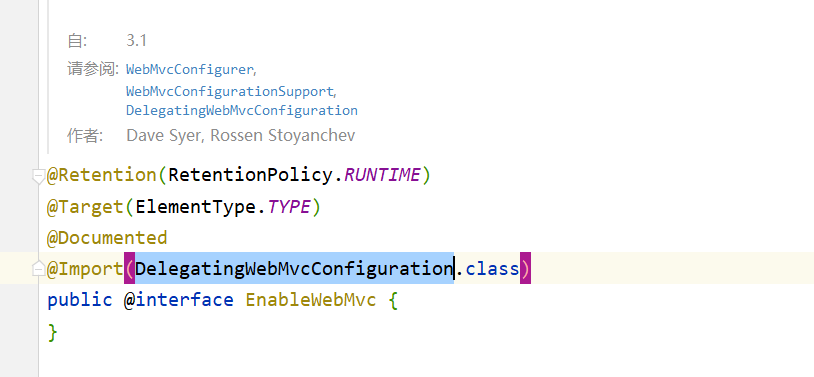 自: 3.1
请参阅: WebMvcConfigurer,
WebMvcConfigurationSupport,
DelegatingWebMvcConfiguration
作者: Dave Syer, Rossen Stoyanchev
@Retention(RetentionPolicy.RUNTIME)
@Target(ElementType.TYPE)
@Documented
@Import(DelegatingWebMvcConfiguration.class)
public @interface EnableWebMvc {
}